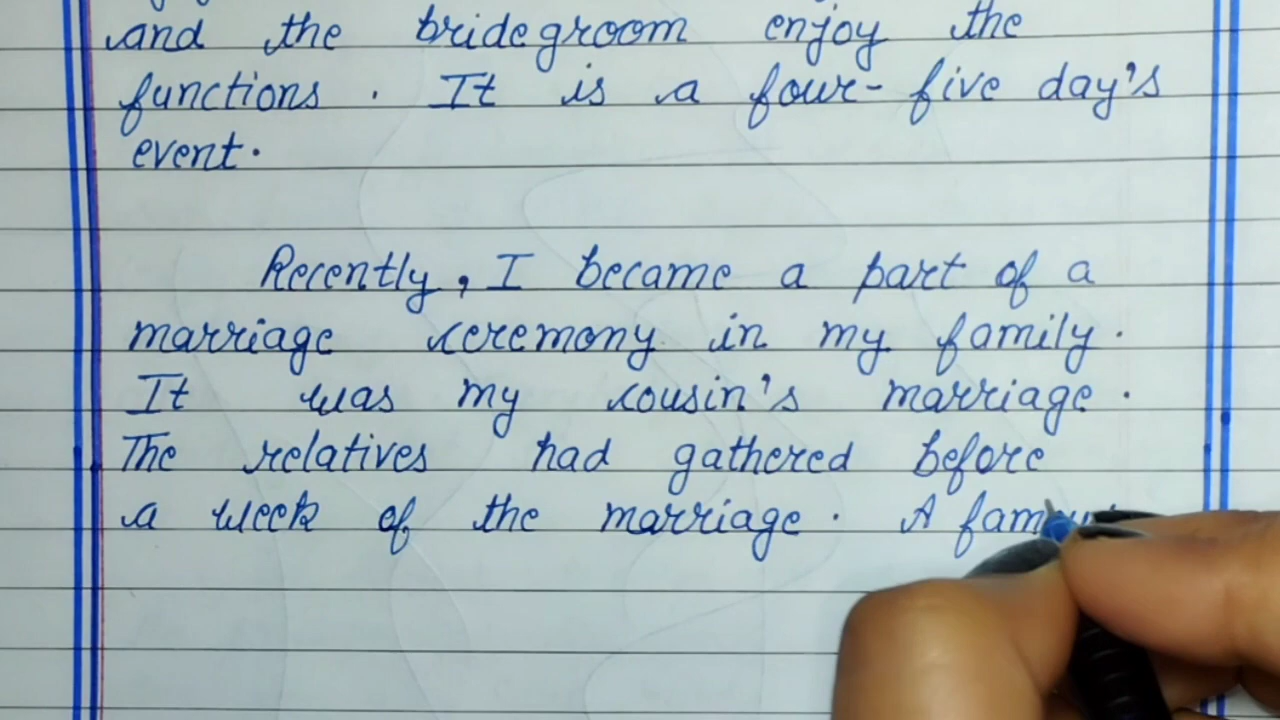 and the bridegroom enjoy the
functions. It is a four-five day's
event.
Recently, I became a part of a
marriage ceremony in my family.
It was my cousin's marriage.
The relatives had gathered before
a week of the marriage. A